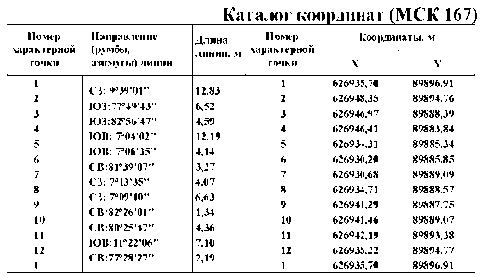 Каталог координат (МСК 167)
Номер характерной точки | Направление (румбы, азимуты) линии | Длина линии, м | Номер характерной точки | Координаты, м
X | Y
1 | 1 | 626935,70 | 89896,91
СЗ: 9°39'01" | 12,83
2 | 2 | 626948,35 | 89894,76
ЮЗ:77°49'43" | 6,52
3 | 3 | 626946,97 | 89888,39
ЮЗ:82°56'47" | 4,59
4 | 4 | 626946,41 | 89883,84
ЮВ: 7°04'02" | 12,19
5 | 5 | 626934,31 | 89885,34
ЮВ: 7°06'35" | 4,14
6 | 6 | 626930,20 | 89885,85
СВ:81°39'07" | 3,27
7 | 7 | 626930,68 | 89889,09
СЗ: 7°13'35" | 4,07
8 | 8 | 626934,71 | 89888,57
СЗ: 7°09'40" | 6,63
9 | 9 | 626941,29 | 89887,75
СВ:82°26'01" | 1,34
10 | 10 | 626941,46 | 89889,07
СВ:80°25'47" | 4,36
11 | 11 | 626942,19 | 89893,38
ЮВ:11°22'06" | 7,10
12 | 12 | 626935,22 | 89894,77
СВ:77°28'27" | 2,19
1 | 1 | 626935,70 | 89896,91